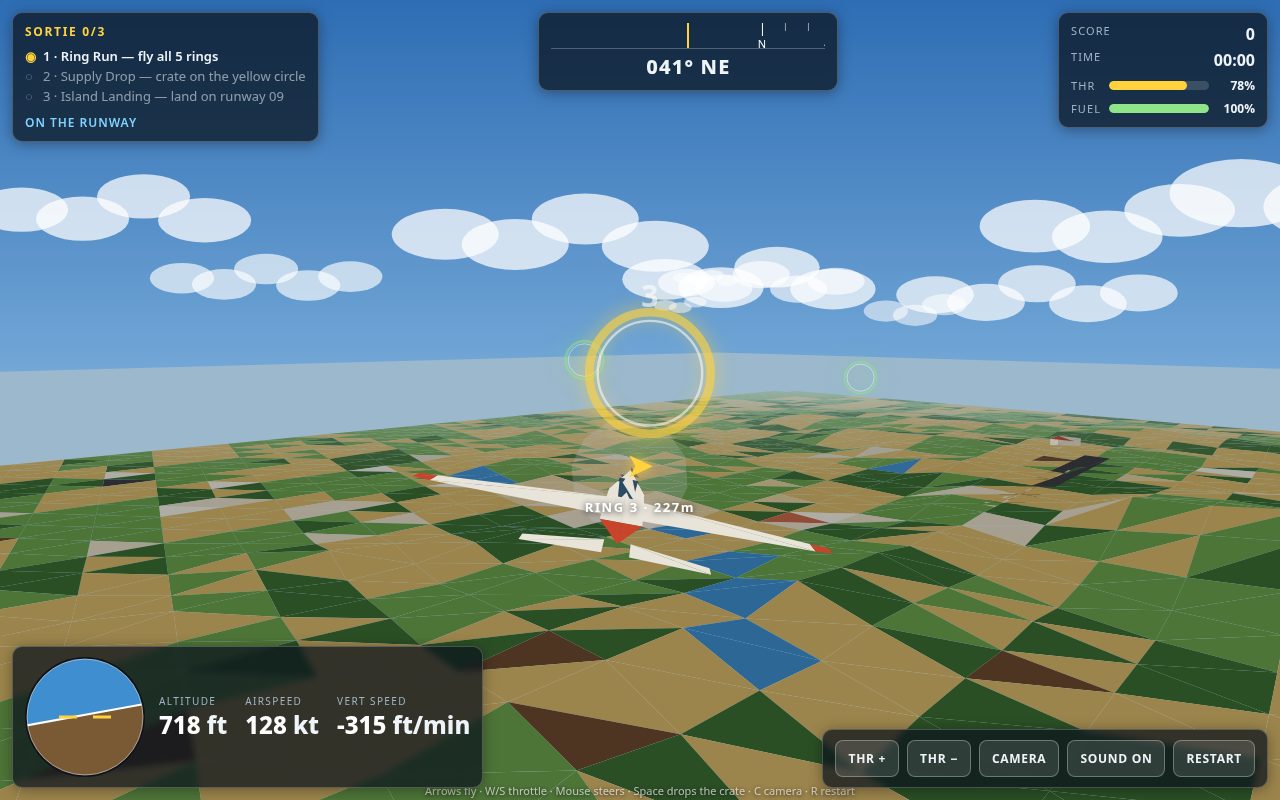 SORTIE 0/3
◉ 1 · Ring Run — fly all 5 rings
○ 2 · Supply Drop — crate on the yellow circle
○ 3 · Island Landing — land on runway 09
ON THE RUNWAY
N
041° NE
SCORE 0
TIME 00:00
THR 78%
FUEL 100%
3
RING 3 · 227m
ALTITUDE AIRSPEED VERT SPEED
718 ft 128 kt -315 ft/min
THR + THR − CAMERA SOUND ON RESTART
Arrows fly · W/S throttle · Mouse steers · Space drops the crate · C camera · R restart